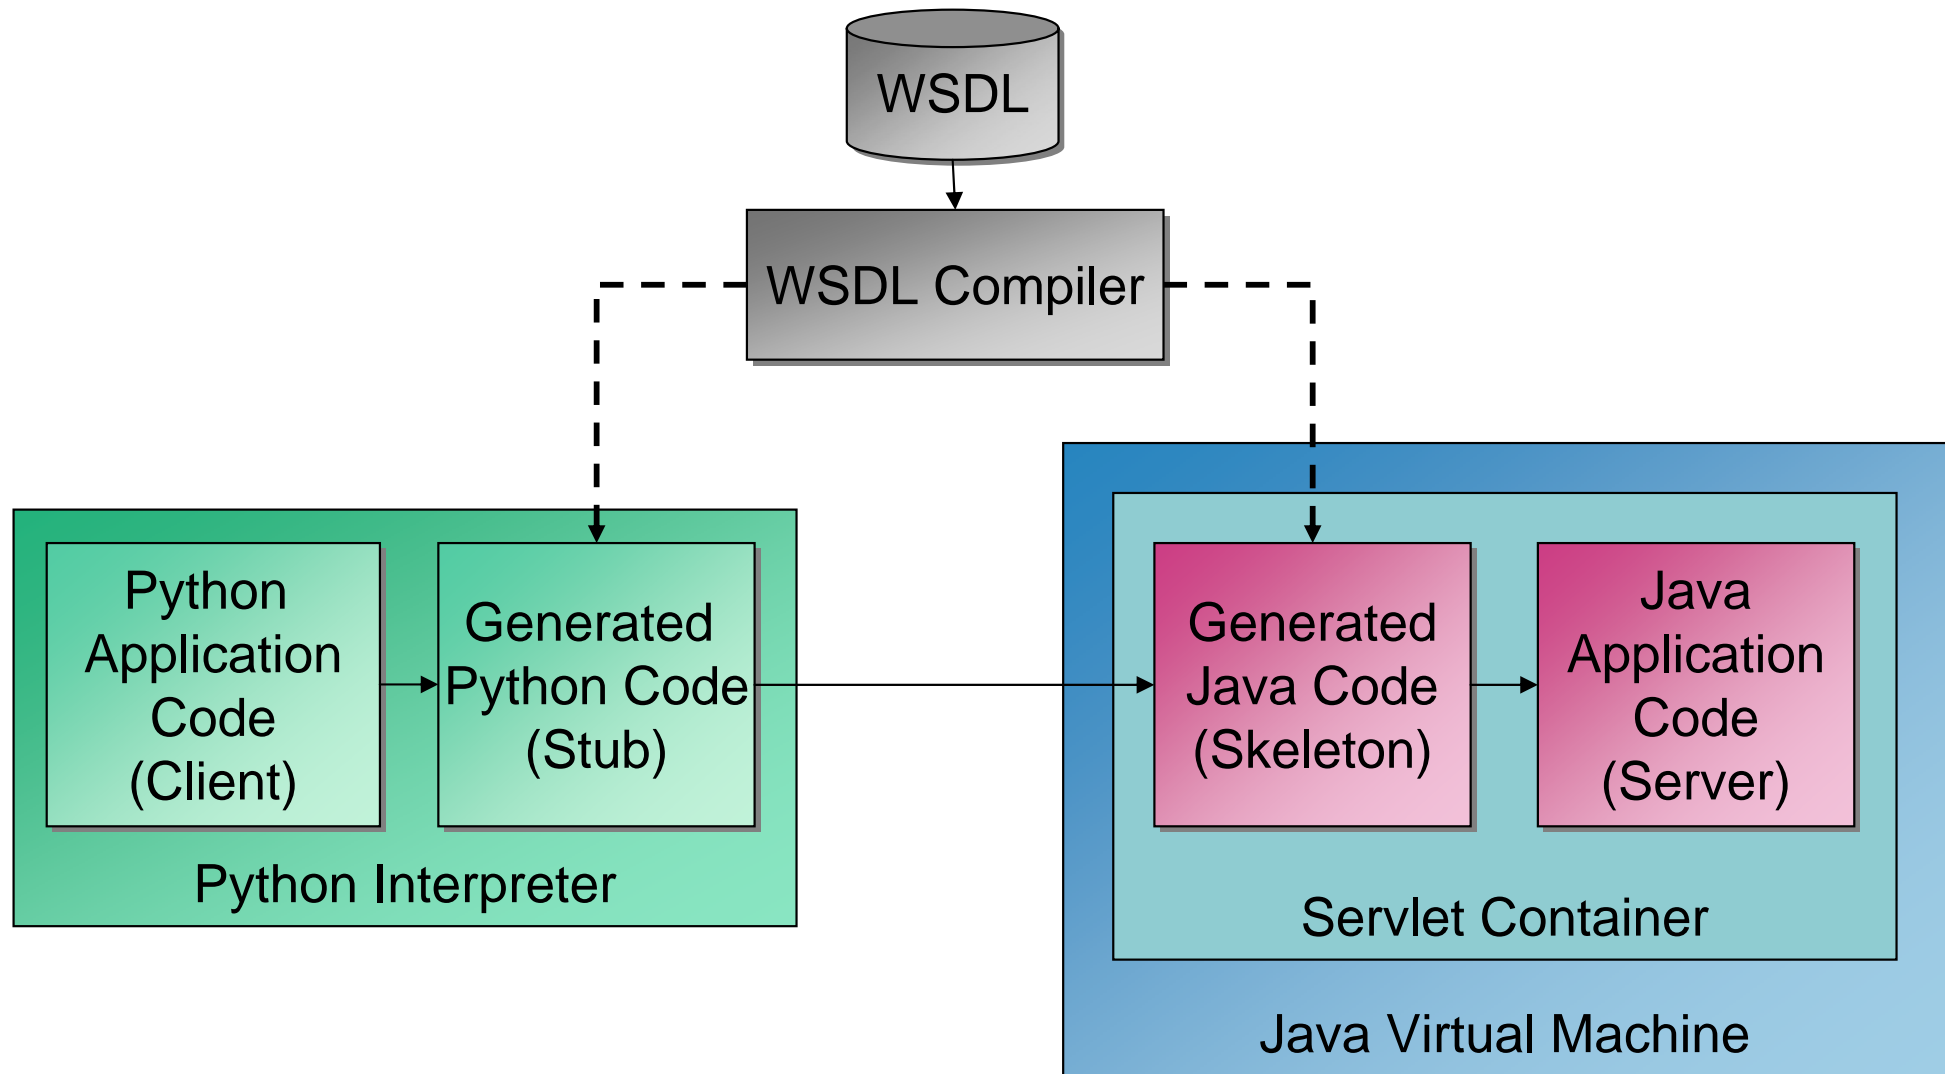 WSDL
WSDL Compiler
Python
Application
Code
(Client)
Generated
Python Code
(Stub)
Python Interpreter
Generated
Java Code
(Skeleton)
Java
Application
Code
(Server)
Servlet Container
Java Virtual Machine